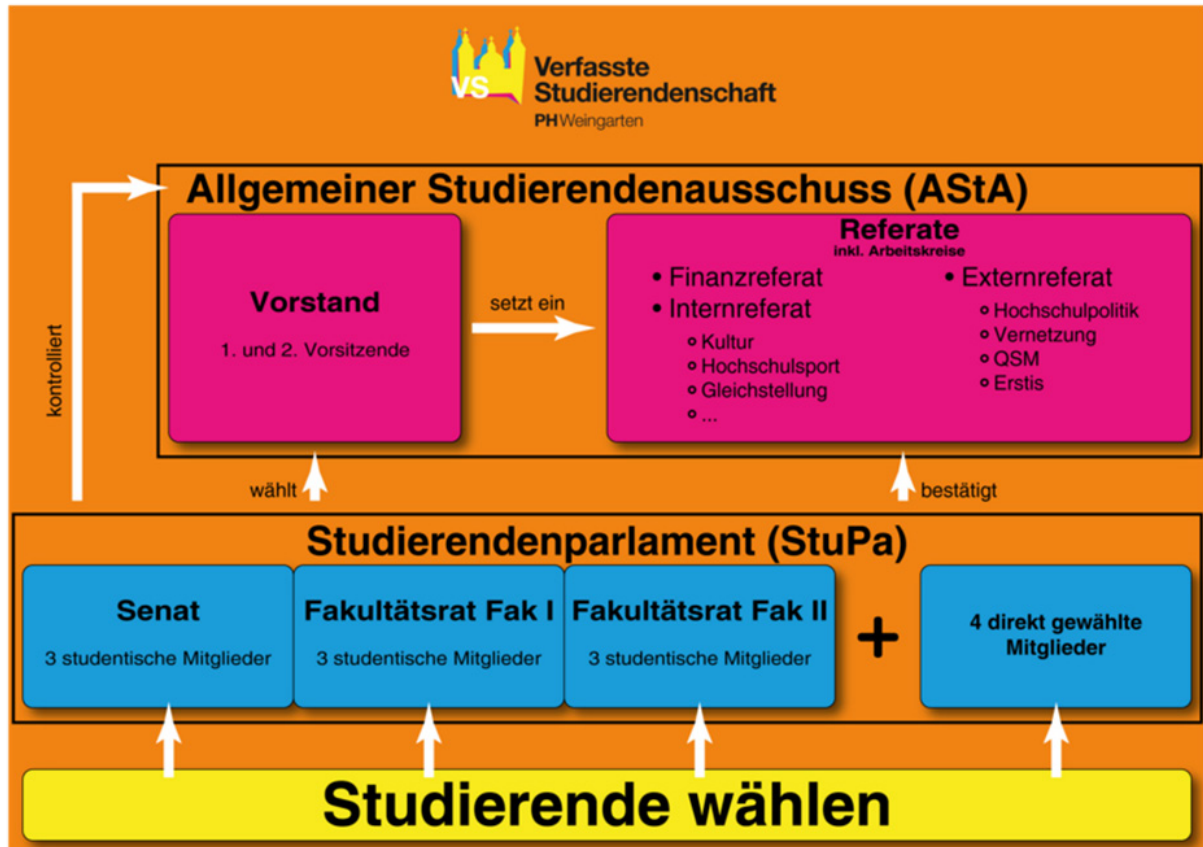 VS
Verfasste
Studierendenschaft
PH Weingarten
Allgemeiner Studierendenausschuss (AStA)
kontrolliert
Vorstand
1. und 2. Vorsitzende
setzt ein
Referate
inkl. Arbeitskreise
• Finanzreferat
• Internreferat
Kultur
Hochschulsport
Gleichstellung
...
• Externreferat
Hochschulpolitik
Vernetzung
QSM
Erstis
wählt
bestätigt
Studierendenparlament (StuPa)
Senat
3 studentische Mitglieder
Fakultätsrat Fak I
3 studentische Mitglieder
Fakultätsrat Fak II
3 studentische Mitglieder
+
4 direkt gewählte
Mitglieder
Studierende wählen